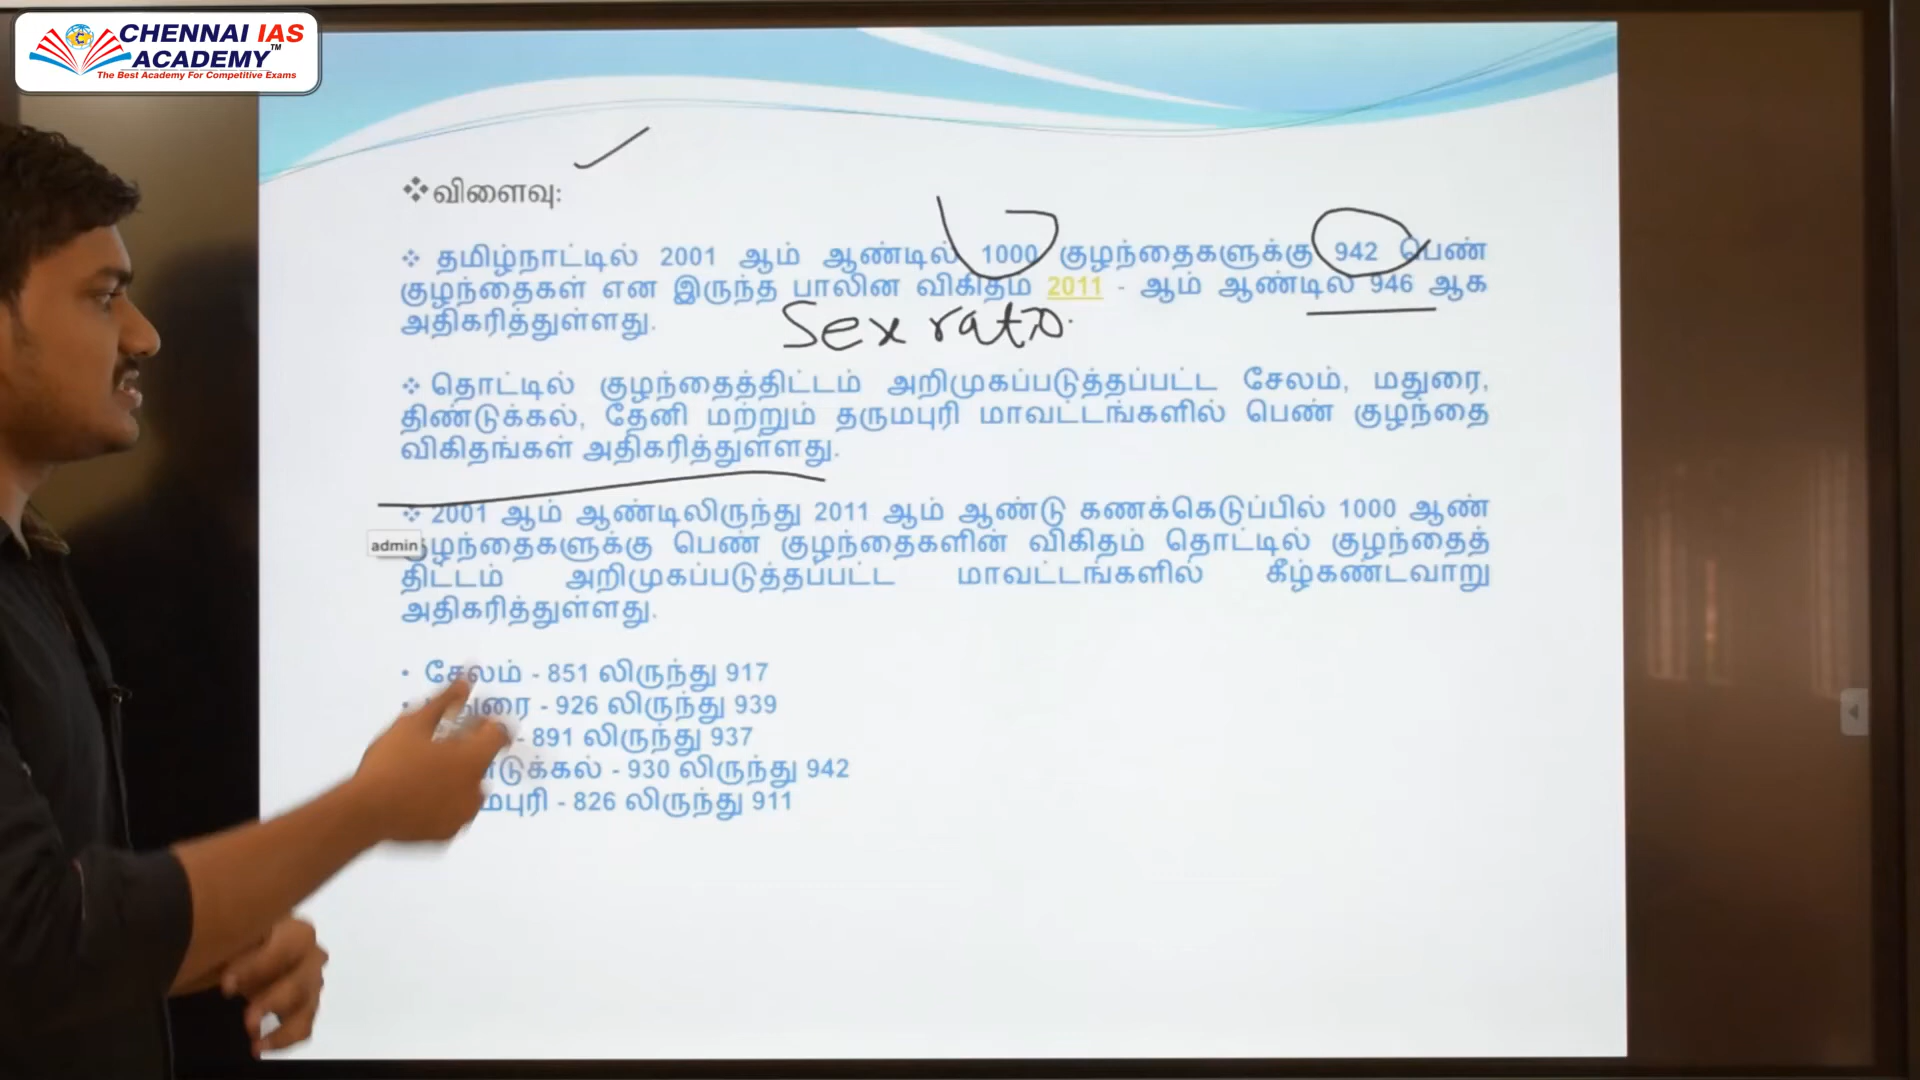 CHENNAI IAS
ACADEMY TM
The Best Academy For Competitive Exams
விளைவு:
தமிழ்நாட்டில் 2001 ஆம் ஆண்டில் 1000 குழந்தைகளுக்கு 942 பெண்
குழந்தைகள் என இருந்த பாலின விகிதம் 2011 - ஆம் ஆண்டில் 946 ஆக
அதிகரித்துள்ளது.
Sex ratio.
தொட்டில் குழந்தைத்திட்டம் அறிமுகப்படுத்தப்பட்ட சேலம், மதுரை,
திண்டுக்கல், தேனி மற்றும் தருமபுரி மாவட்டங்களில் பெண் குழந்தை
விகிதங்கள் அதிகரித்துள்ளது.
2001 ஆம் ஆண்டிலிருந்து 2011 ஆம் ஆண்டு கணக்கெடுப்பில் 1000 ஆண்
admin
குழந்தைகளுக்கு பெண் குழந்தைகளின் விகிதம் தொட்டில் குழந்தைத்
திட்டம் அறிமுகப்படுத்தப்பட்ட மாவட்டங்களில் கீழ்கண்டவாறு
அதிகரித்துள்ளது.
• சேலம் - 851 லிருந்து 917
• மதுரை - 926 லிருந்து 939
- 891 லிருந்து 937
டுக்கல் - 930 லிருந்து 942
மபுரி - 826 லிருந்து 911